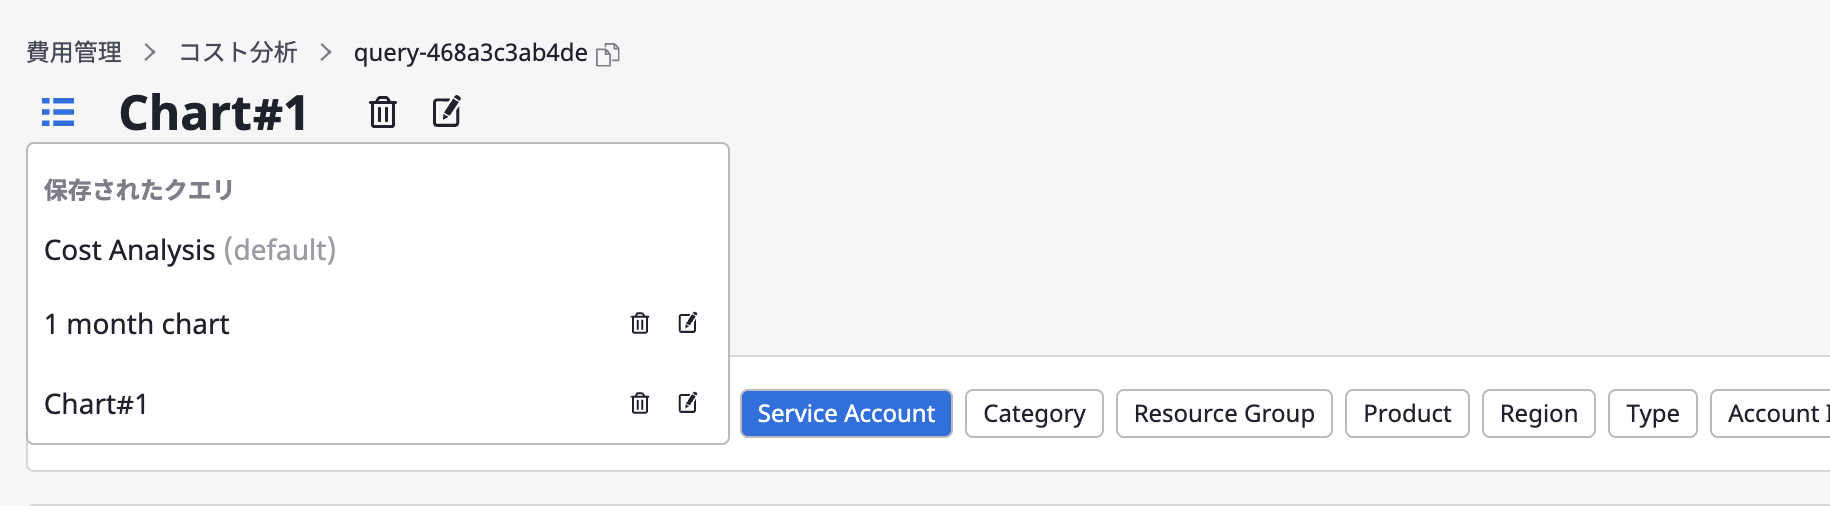 費用管理 > コスト分析 > query-468a3c3ab4de
Chart#1
保存されたクエリ
Cost Analysis (default)
1 month chart
Chart#1
Service Account Category Resource Group Product Region Type Account